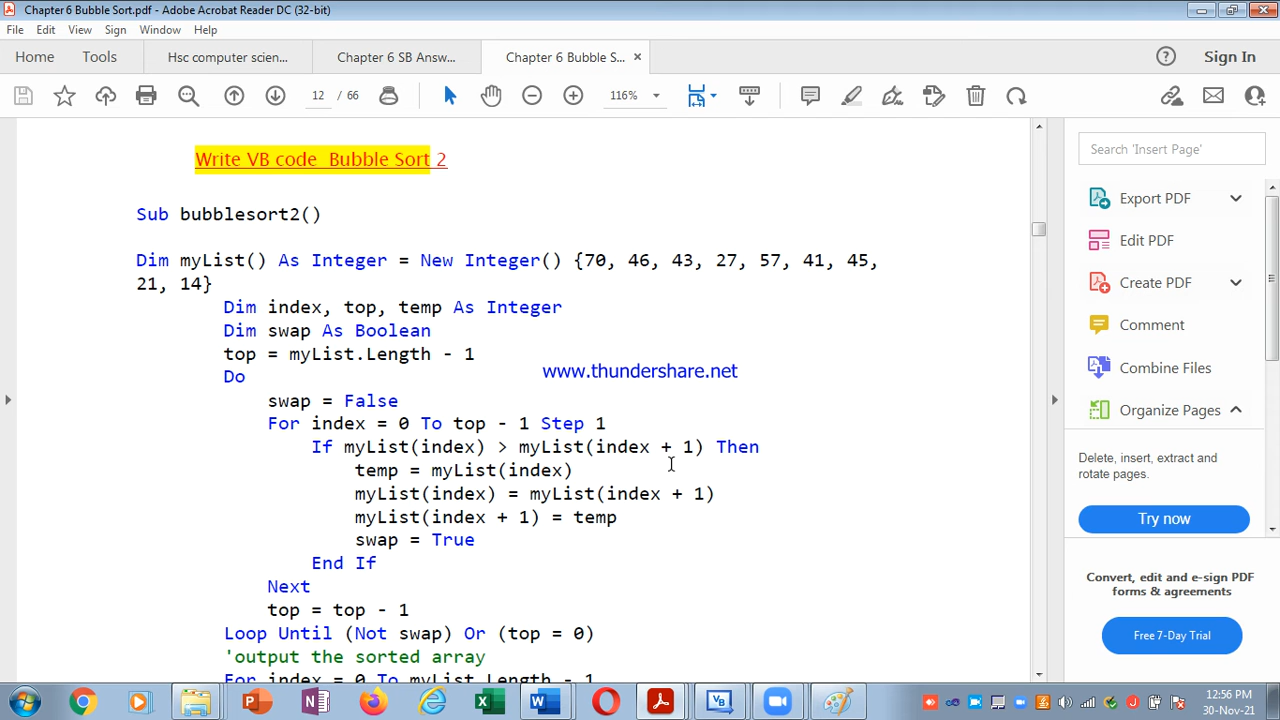 Chapter 6 Bubble Sort.pdf - Adobe Acrobat Reader DC (32-bit)
File Edit View Sign Window Help
Home Tools Hsc computer scien... Chapter 6 SB Answ... Chapter 6 Bubble S... × Sign In
12 / 66 116%
Write VB code  Bubble Sort 2
Sub bubblesort2()
Dim myList() As Integer = New Integer() {70, 46, 43, 27, 57, 41, 45,
21, 14}
Dim index, top, temp As Integer
Dim swap As Boolean
top = myList.Length - 1
www.thundershare.net
Do
swap = False
For index = 0 To top - 1 Step 1
If myList(index) > myList(index + 1) Then
temp = myList(index)
myList(index) = myList(index + 1)
myList(index + 1) = temp
swap = True
End If
Next
top = top - 1
Loop Until (Not swap) Or (top = 0)
'output the sorted array
For index = 0 To myList.Length - 1
Search 'Insert Page'
Export PDF
Edit PDF
Create PDF
Comment
Combine Files
Organize Pages
Delete, insert, extract and
rotate pages.
Try now
Convert, edit and e-sign PDF
forms & agreements
Free 7-Day Trial
12:56 PM
30-Nov-21